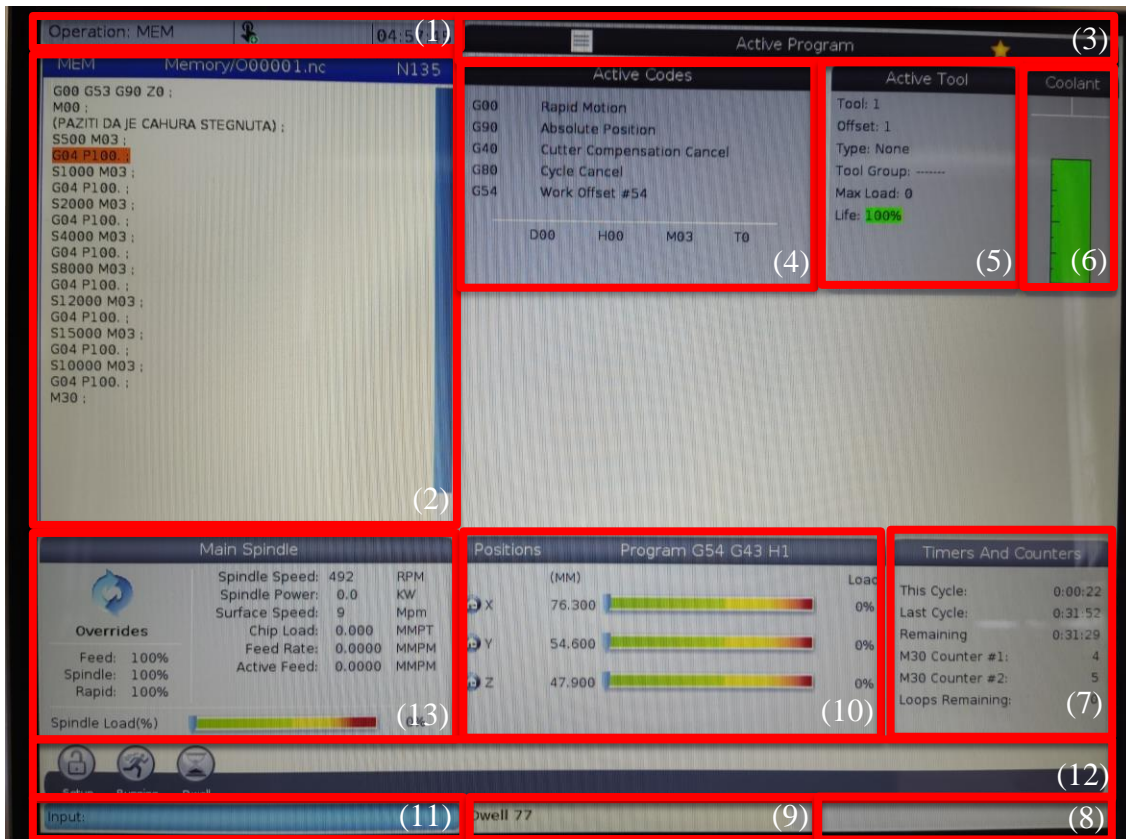 Operation: MEM
(1)
Active Program
(3)
MEM Memory/O00001.nc N135
G00 G53 G90 Z0 ;
M00 ;
(PAZITI DA JE CAHURA STEGNUTA) ;
S500 M03 ;
G04 P100. ;
S1000 M03 ;
G04 P100. ;
S2000 M03 ;
G04 P100. ;
S4000 M03 ;
G04 P100. ;
S8000 M03 ;
G04 P100. ;
S12000 M03 ;
G04 P100. ;
S15000 M03 ;
G04 P100. ;
S10000 M03 ;
G04 P100. ;
M30 ;
(2)
Active Codes
G00 Rapid Motion
G90 Absolute Position
G40 Cutter Compensation Cancel
G80 Cycle Cancel
G54 Work Offset #54
D00 H00 M03 T0
(4)
Active Tool
Tool: 1
Offset: 1
Type: None
Tool Group: -------
Max Load: 0
Life: 100%
(5)
Coolant
(6)
Main Spindle
Overrides
Feed: 100%
Spindle: 100%
Rapid: 100%
Spindle Speed: 492 RPM
Spindle Power: 0.0 KW
Surface Speed: 9 Mpm
Chip Load: 0.000 MMPT
Feed Rate: 0.0000 MMPM
Active Feed: 0.0000 MMPM
Spindle Load(%)
(13)
Positions Program G54 G43 H1
(MM) Load
X 76.300 0%
Y 54.600 0%
Z 47.900 0%
(10)
Timers And Counters
This Cycle: 0:00:22
Last Cycle: 0:31:52
Remaining 0:31:29
M30 Counter #1: 4
M30 Counter #2: 5
Loops Remaining:
(7)
Setup Running Dwell
(12)
Input:
(11)
Dwell 77
(9)
(8)